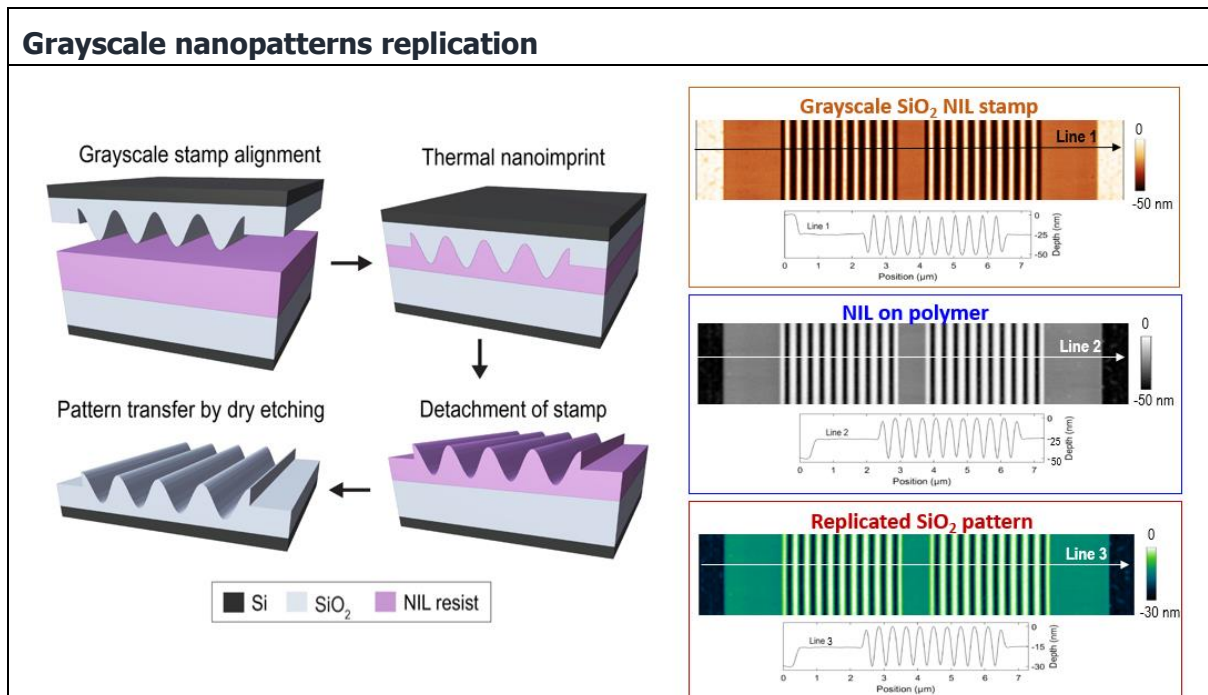 Grayscale nanopatterns replication
Grayscale stamp alignment
Thermal nanoimprint
Pattern transfer by dry etching
Detachment of stamp
Si SiO₂ NIL resist
Grayscale SiO₂ NIL stamp
Line 1
0
-50 nm
Line 1
0
-25
-50
Depth (nm)
0 1 2 3 4 5 6 7
Position (µm)
NIL on polymer
Line 2
0
-50 nm
Line 2
0
-25
50
Depth (nm)
0 1 2 3 4 5 6 7
Position (µm)
Replicated SiO₂ pattern
Line 3
0
-30 nm
Line 3
0
-15
-30
Depth (nm)
0 1 2 3 4 5 6 7
Position (µm)